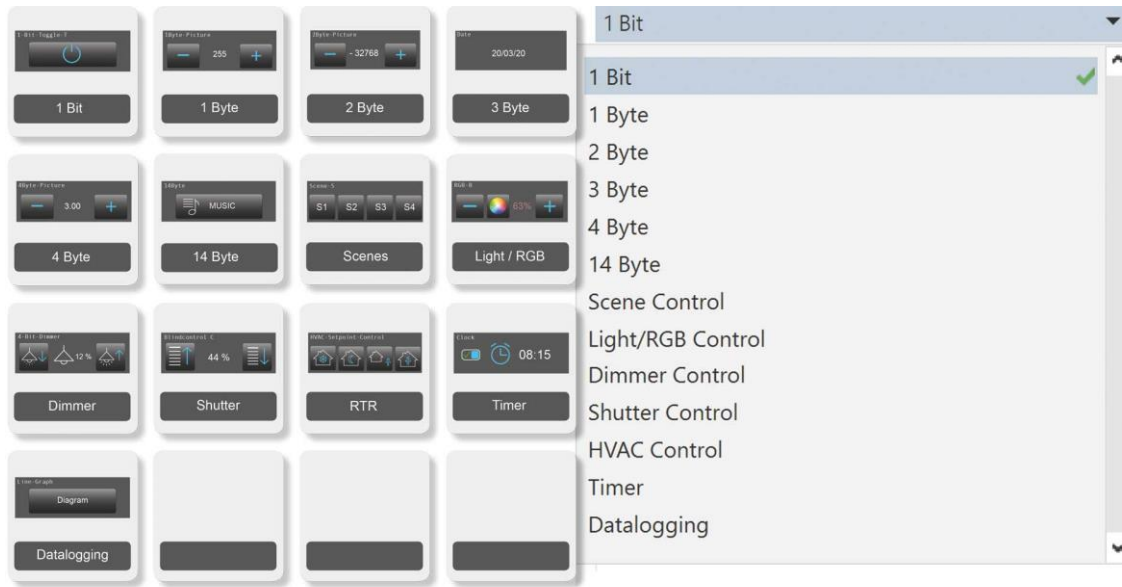 1-Bit-Toggle-T
1 Bit
1Byte-Picture
255
1 Byte
2Byte-Picture
- 32768
2 Byte
Date
20/03/20
3 Byte
4Byte-Picture
3.00
4 Byte
14Byte
MUSIC
14 Byte
Scene-S
S1 S2 S3 S4
Scenes
RGB-R
63%
Light / RGB
4-Bit-Dimmer
12 %
Dimmer
Blindcontrol C
44 %
Shutter
HVAC-Setpoint-Control
RTR
Clock
08:15
Timer
Line-Graph
Diagram
Datalogging
1 Bit
1 Bit
1 Byte
2 Byte
3 Byte
4 Byte
14 Byte
Scene Control
Light/RGB Control
Dimmer Control
Shutter Control
HVAC Control
Timer
Datalogging